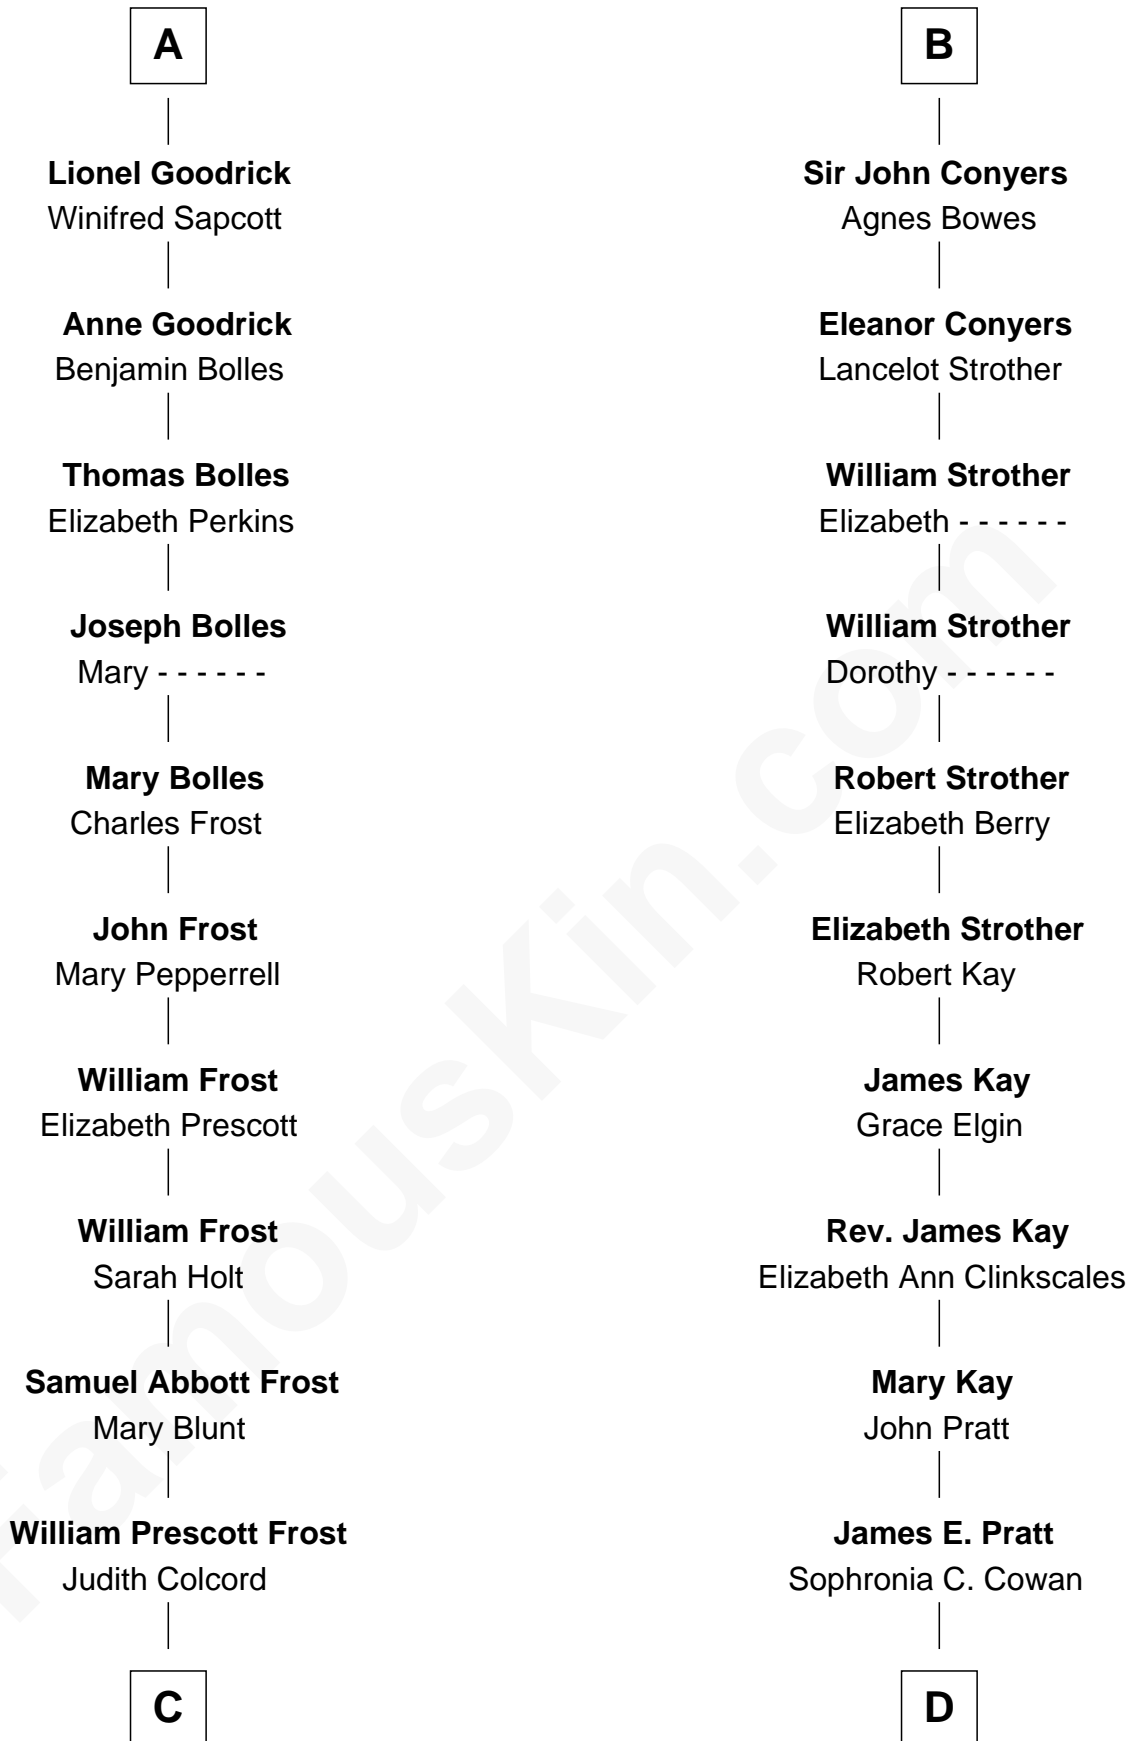 A
Lionel Goodrick
Winifred Sapcott
Anne Goodrick
Benjamin Bolles
Thomas Bolles
Elizabeth Perkins
Joseph Bolles
Mary - - - - - -
Mary Bolles
Charles Frost
John Frost
Mary Pepperrell
William Frost
Elizabeth Prescott
William Frost
Sarah Holt
Samuel Abbott Frost
Mary Blunt
William Prescott Frost
Judith Colcord
C
B
Sir John Conyers
Agnes Bowes
Eleanor Conyers
Lancelot Strother
William Strother
Elizabeth - - - - - -
William Strother
Dorothy - - - - - -
Robert Strother
Elizabeth Berry
Elizabeth Strother
Robert Kay
James Kay
Grace Elgin
Rev. James Kay
Elizabeth Ann Clinkscales
Mary Kay
John Pratt
James E. Pratt
Sophronia C. Cowan
D
FamousKin.com